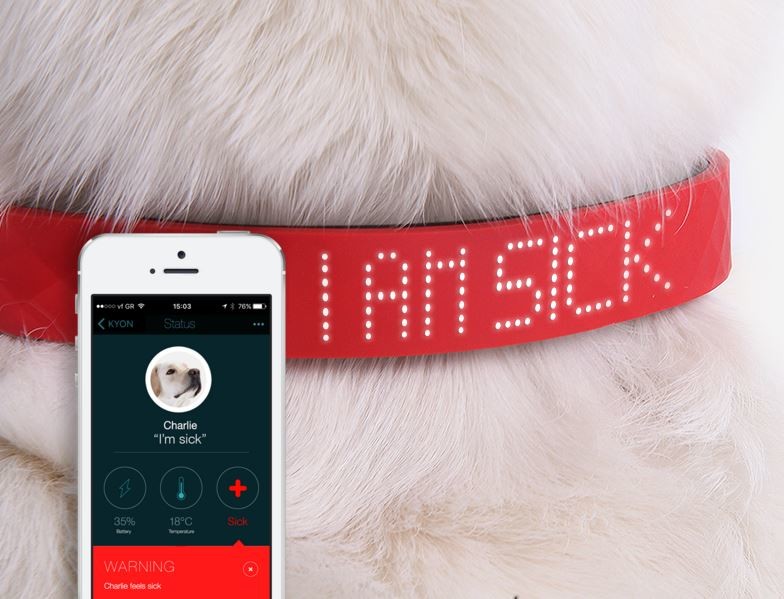 I AM SICK
vf GR 15:03 76%
KYON Status
Charlie
“I'm sick”
35% 18°C Sick
Battery Temperature
WARNING
Charlie feels sick